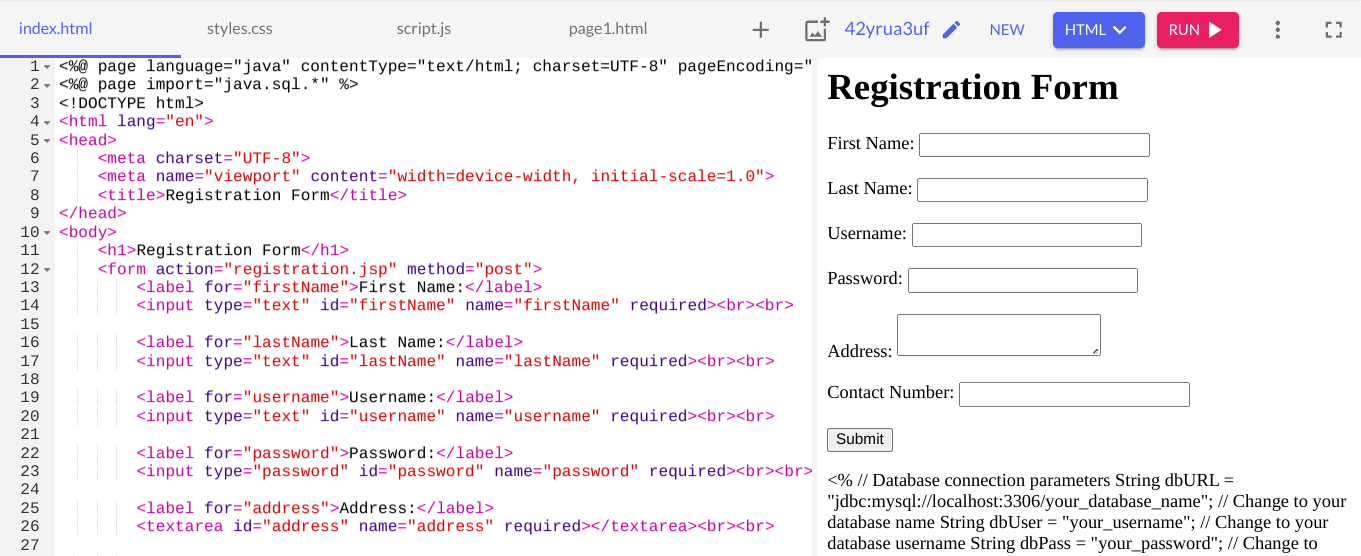 index.html styles.css script.js page1.html + 42yrua3uf NEW HTML RUN
1 <%@ page language="java" contentType="text/html; charset=UTF-8" pageEncoding="
2 <%@ page import="java.sql.*" %>
3 <!DOCTYPE html>
4 <html lang="en">
5 <head>
6 <meta charset="UTF-8">
7 <meta name="viewport" content="width=device-width, initial-scale=1.0">
8 <title>Registration Form</title>
9 </head>
10 <body>
11 <h1>Registration Form</h1>
12 <form action="registration.jsp" method="post">
13 <label for="firstName">First Name:</label>
14 <input type="text" id="firstName" name="firstName" required><br><br>
15
16 <label for="lastName">Last Name:</label>
17 <input type="text" id="lastName" name="lastName" required><br><br>
18
19 <label for="username">Username:</label>
20 <input type="text" id="username" name="username" required><br><br>
21
22 <label for="password">Password:</label>
23 <input type="password" id="password" name="password" required><br><br>
24
25 <label for="address">Address:</label>
26 <textarea id="address" name="address" required></textarea><br><br>
27
Registration Form
First Name:
Last Name:
Username:
Password:
Address:
Contact Number:
Submit
<% // Database connection parameters String dbURL =
"jdbc:mysql://localhost:3306/your_database_name"; // Change to your
database name String dbUser = "your_username"; // Change to your
database username String dbPass = "your_password"; // Change to